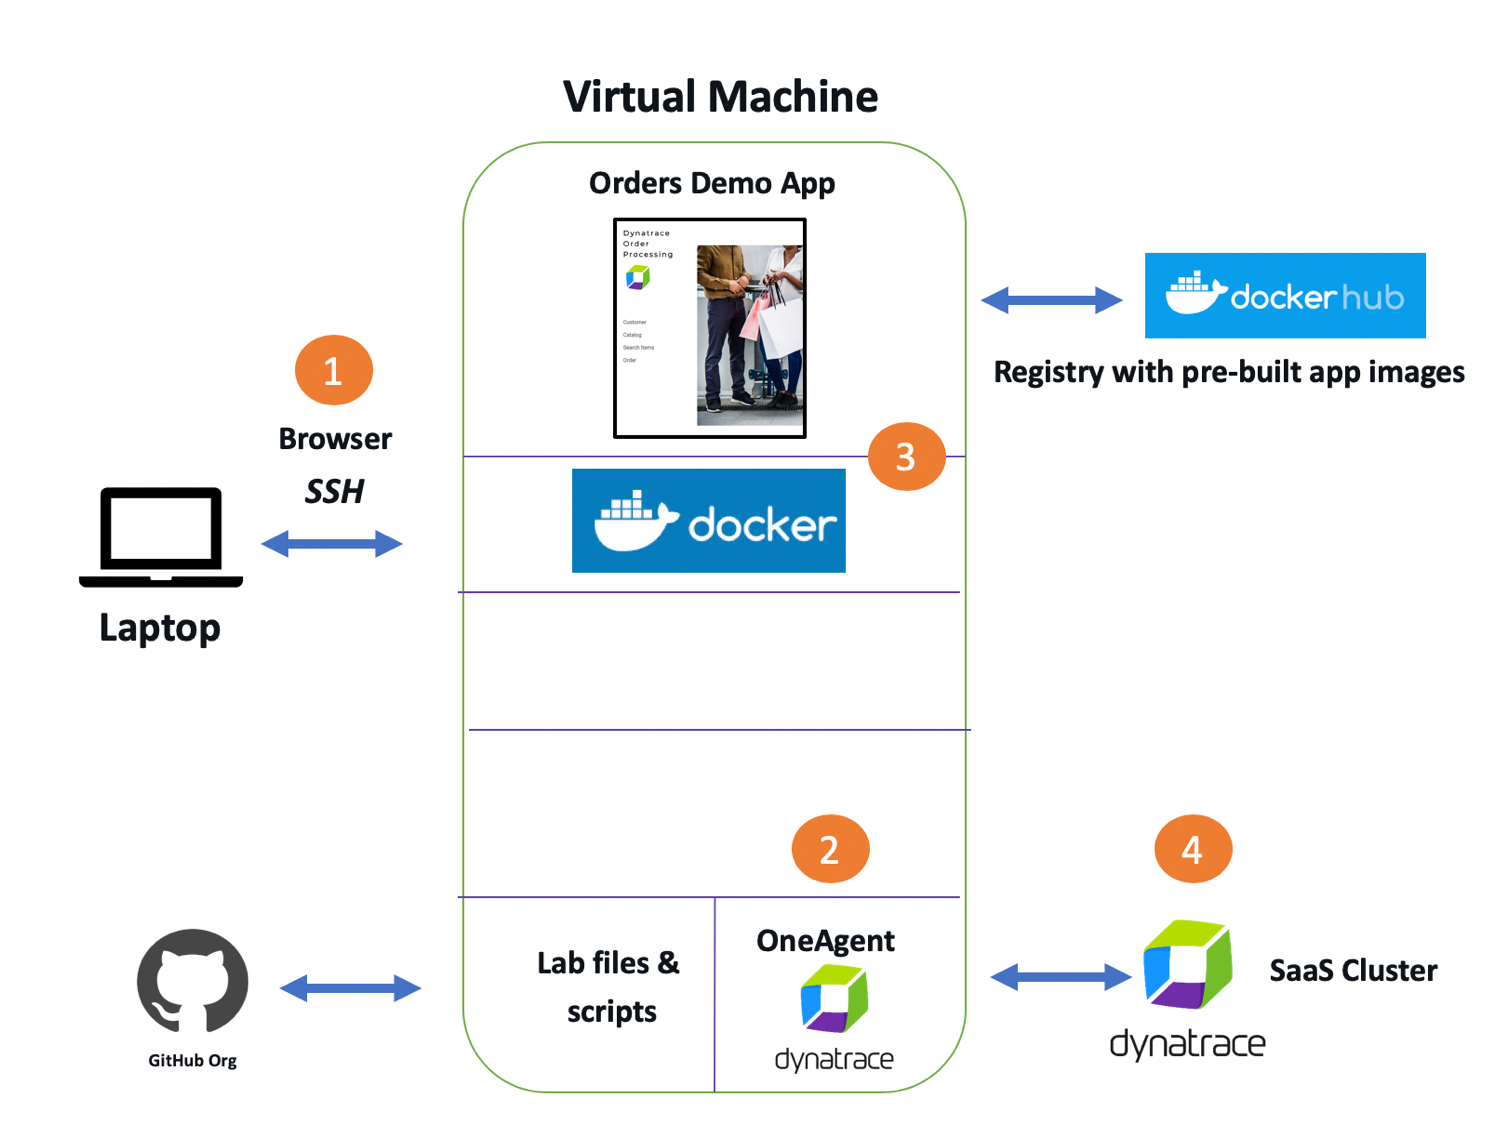 Virtual Machine
Orders Demo App
Dynatrace
Order
Processing
Customer
Catalog
Search Items
Order
docker hub
Registry with pre-built app images
1
Browser
SSH
Laptop
3
docker
2
4
OneAgent
dynatrace
Lab files &
scripts
SaaS Cluster
dynatrace
GitHub Org